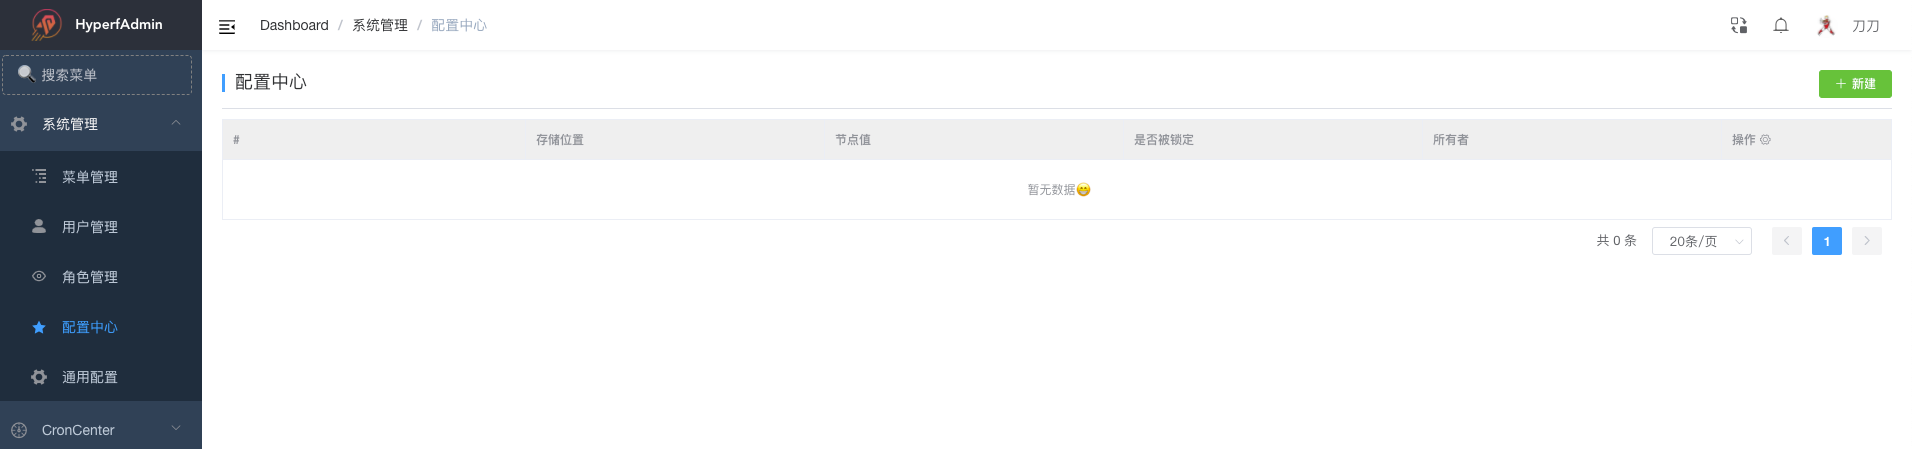 HyperfAdmin
搜索菜单
系统管理
菜单管理
用户管理
角色管理
配置中心
通用配置
CronCenter
Dashboard / 系统管理 / 配置中心
刀刀
配置中心
+ 新建
# 存储位置 节点值 是否被锁定 所有者 操作
暂无数据😁
共 0 条 20条/页 < 1 >